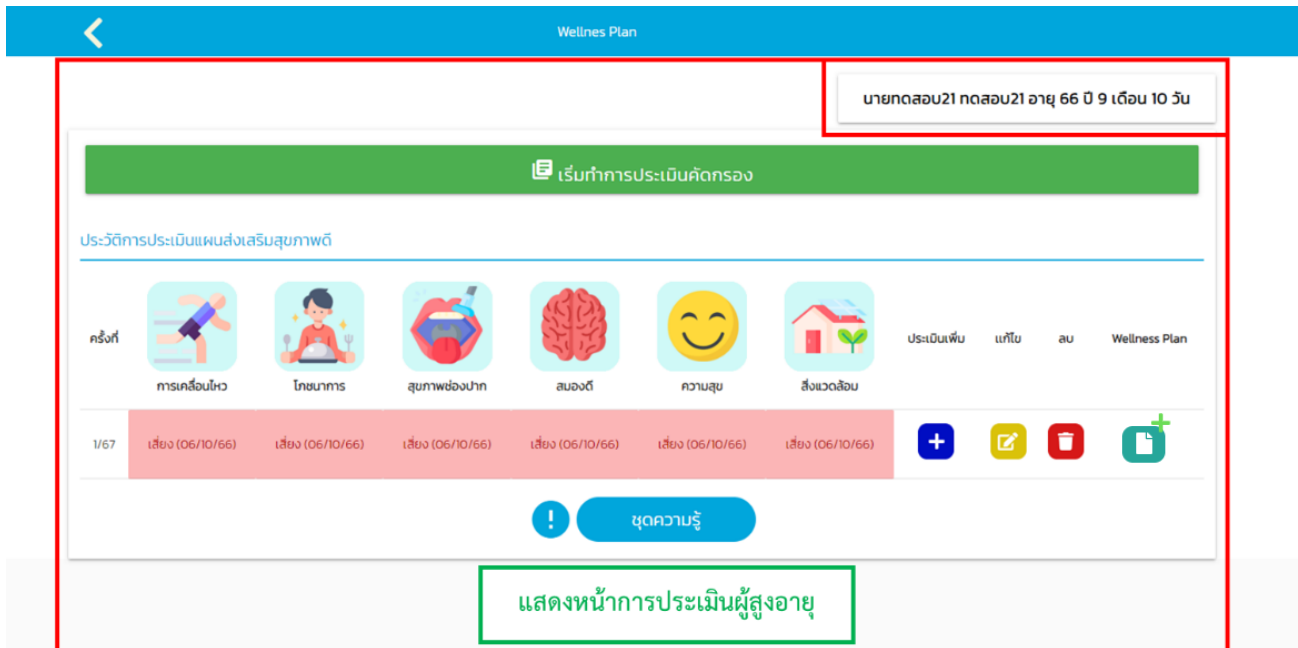 Wellnes Plan
นายทดสอบ21 ทดสอบ21 อายุ 66 ปี 9 เดือน 10 วัน
เริ่มทำการประเมินคัดกรอง
ประวัติการประเมินแผนส่งเสริมสุขภาพดี
ครั้งที่ การเคลื่อนไหว โภชนาการ สุขภาพช่องปาก สมองดี ความสุข สิ่งแวดล้อม ประเมินเพิ่ม แก้ไข ลบ Wellness Plan
1/67 เสี่ยง (06/10/66) เสี่ยง (06/10/66) เสี่ยง (06/10/66) เสี่ยง (06/10/66) เสี่ยง (06/10/66) เสี่ยง (06/10/66)
! ชุดความรู้
แสดงหน้าการประเมินผู้สูงอายุ